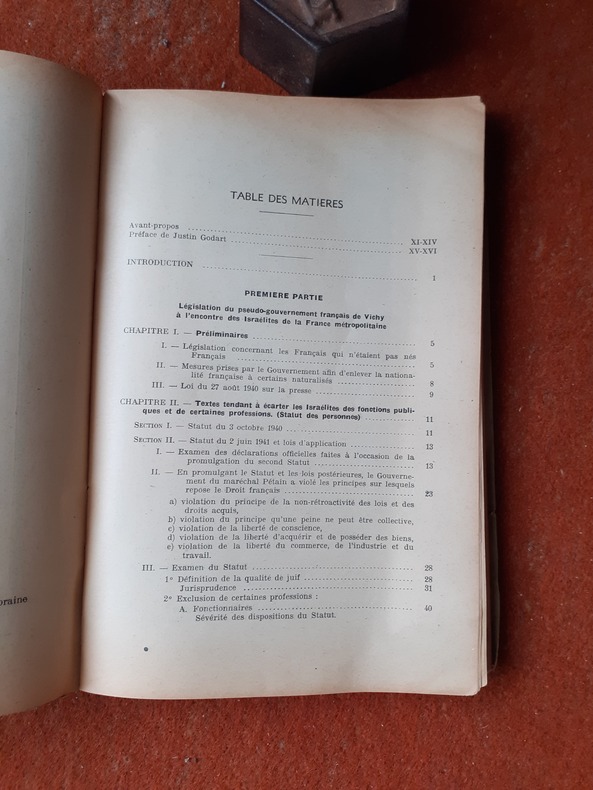 TABLE DES MATIERES
Avant-propos ........ XI-XIV
Préface de Justin Godart ........ XV-XVI
INTRODUCTION ........ 1
PREMIERE PARTIE
Législation du pseudo-gouvernement français de Vichy
à l'encontre des Israélites de la France métropolitaine
CHAPITRE I. — Préliminaires ........ 5
I. — Législation concernant les Français qui n'étaient pas nés
Français ........ 5
II. — Mesures prises par le Gouvernement afin d'enlever la natio-
nalité française à certains naturalisés ........ 8
III. — Loi du 27 août 1940 sur la presse ........ 9
CHAPITRE II. — Textes tendant à écarter les Israélites des fonctions publi-
ques et de certaines professions. (Statut des personnes) ........ 11
SECTION I. — Statut du 3 octobre 1940 ........ 11
SECTION II. — Statut du 2 juin 1941 et lois d'application ........ 13
I. — Examen des déclarations officielles faites à l'occasion de la
promulgation du second Statut ........ 13
II. — En promulgant le Statut et les lois postérieures, le Gouverne-
ment du maréchal Pétain a violé les principes sur lesquels
repose le Droit français ........ 23
a) violation du principe de la non-rétroactivité des lois et des
droits acquis,
b) violation du principe qu'une peine ne peut être collective,
c) violation de la liberté de conscience,
d) violation de la liberté d'acquérir et de posséder des biens,
e) violation de la liberté du commerce, de l'industrie et du
travail.
III. — Examen du Statut ........ 28
1° Définition de la qualité de juif ........ 28
Jurisprudence ........ 31
2° Exclusion de certaines professions :
A. Fonctionnaires ........ 40
Sévérité des dispositions du Statut.
oraine